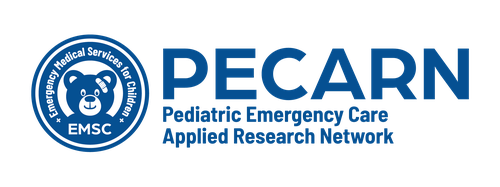 Emergency Medical Services for Children
EMSC
PECARN
Pediatric Emergency Care
Applied Research Network